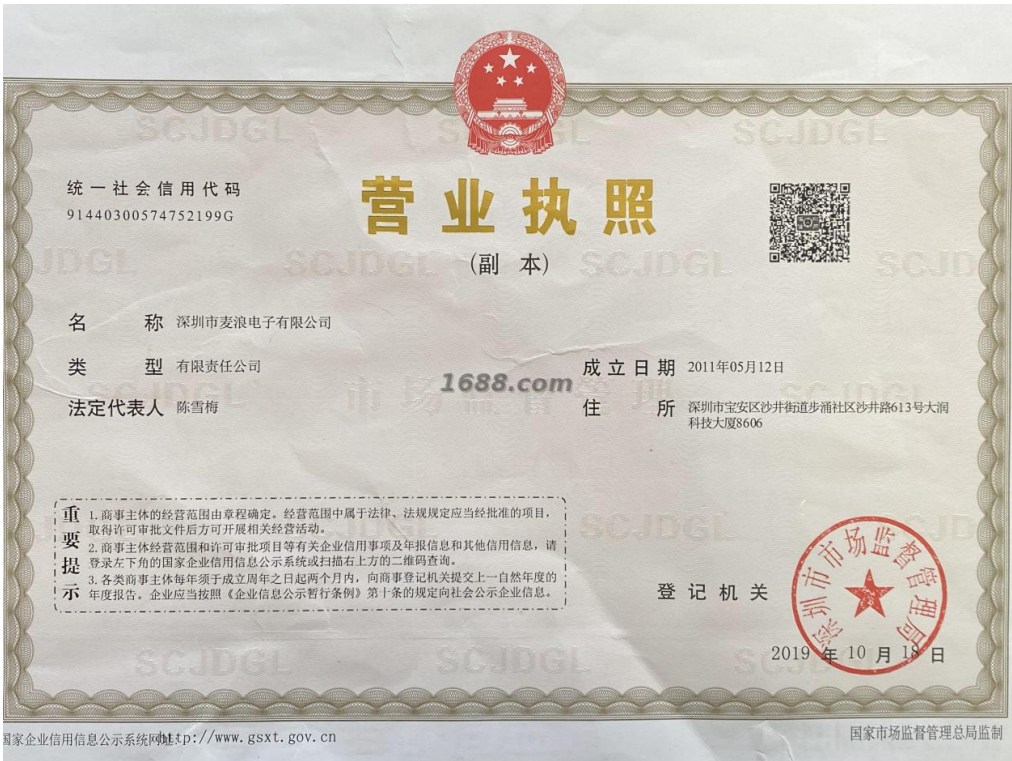 统一社会信用代码
91440300574752199G
营业执照
(副 本)
名 称 深圳市麦浪电子有限公司
类 型 有限责任公司
成立日期 2011年05月12日
法定代表人 陈雪梅
住 所 深圳市宝安区沙井街道步涌社区沙井路613号大润
科技大厦8606
1688.com
市场监督管理
重要提示
1.商事主体的经营范围由章程确定。经营范围中属于法律、法规规定应当经批准的项目，
取得许可审批文件后方可开展相关经营活动。
2.商事主体经营范围和许可审批项目等有关企业信用事项及年报信息和其他信用信息，请
登录左下角的国家企业信用信息公示系统或扫描右上方的二维码查询。
3.各类商事主体每年须于成立周年之日起两个月内，向商事登记机关提交上一自然年度的
年度报告。企业应当按照《企业信息公示暂行条例》第十条的规定向社会公示企业信息。
登记机关
深圳市市场监督管理局
2019 年 10 月 18 日
国家企业信用信息公示系统网址:http://www.gsxt.gov.cn
国家市场监督管理总局监制
SCJDGL